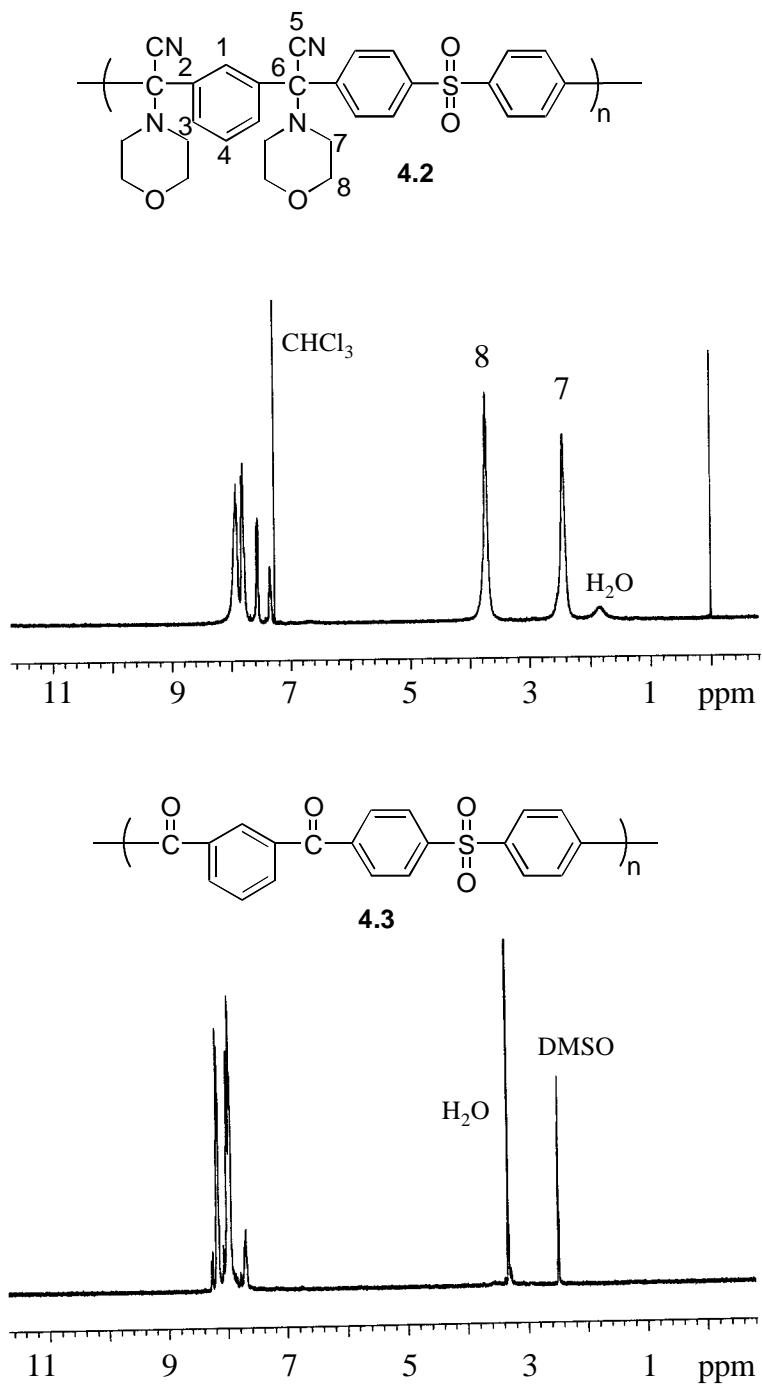 5
CN 1 CN O
2 6
C C S
n
N 3 N O
4 7
4.2
8
O O
CHCl3
8
7
H2O
11 9 7 5 3 1 ppm
O O O
C C S
n
O
4.3
DMSO
H2O
11 9 7 5 3 1 ppm